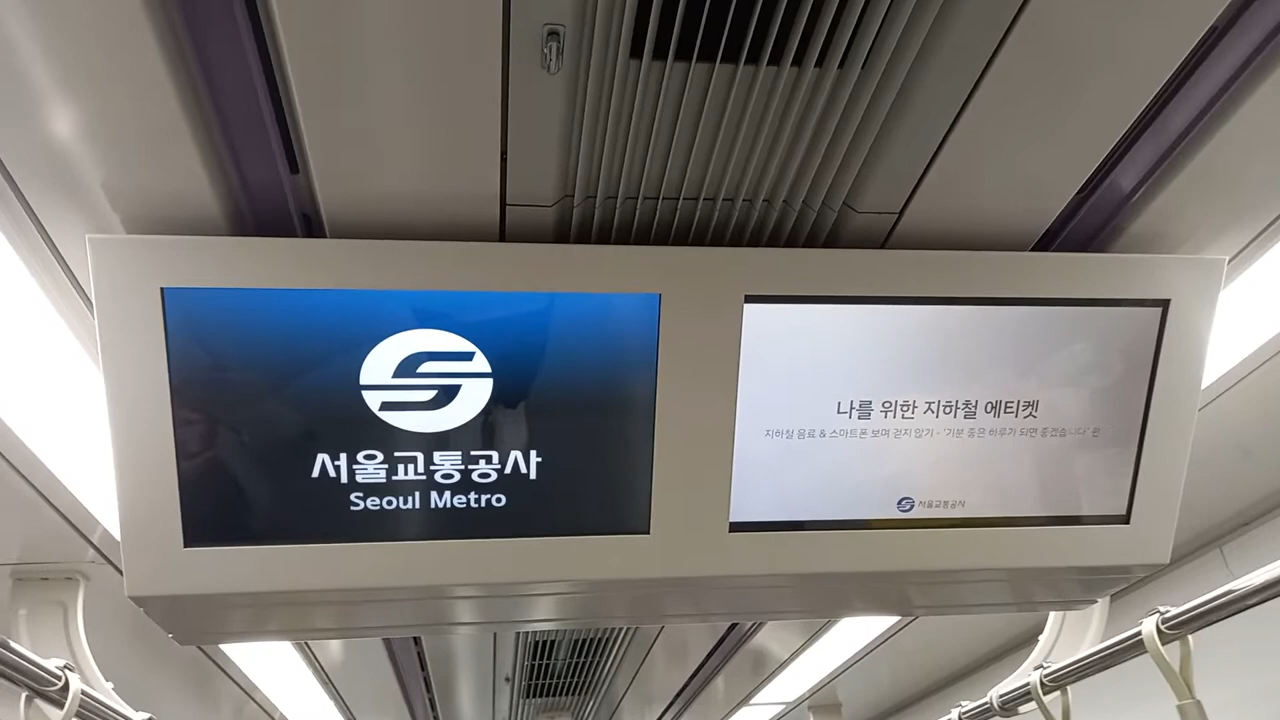 서울교통공사
Seoul Metro
나를 위한 지하철 에티켓
지하철 음료 & 스마트폰 보며 걷지 않기 - '기분 좋은 하루가 되면 좋겠습니다' 편
서울교통공사